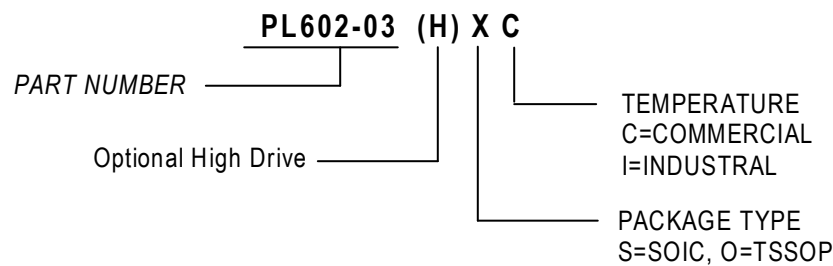 PL602-03 (H) X C
PART NUMBER
Optional High Drive
TEMPERATURE
C=COMMERCIAL
I=INDUSTRAL
PACKAGE TYPE
S=SOIC, O=TSSOP